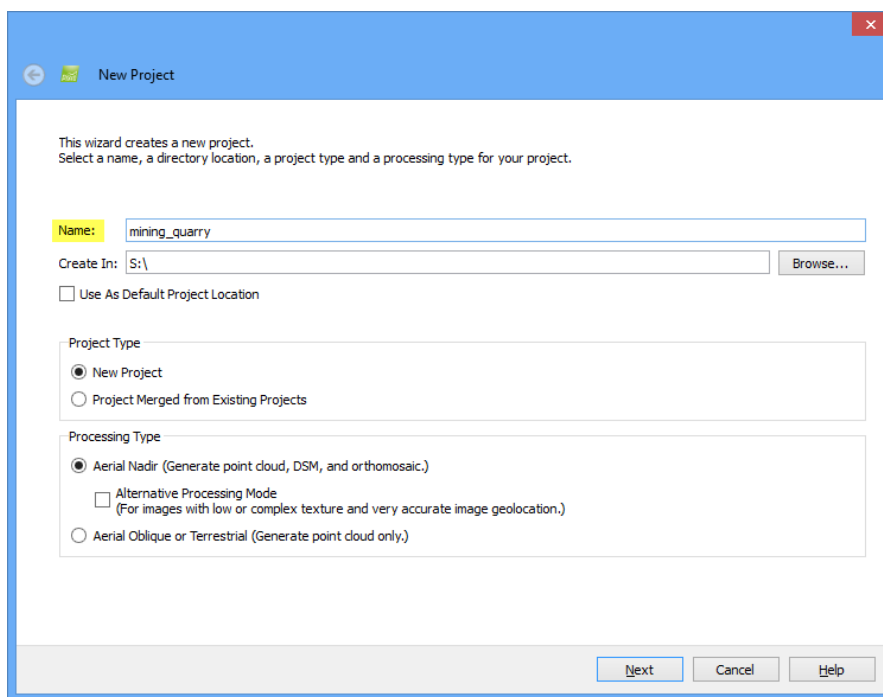 New Project
This wizard creates a new project.
Select a name, a directory location, a project type and a processing type for your project.
Name: mining_quarry
Create In: S:\ Browse...
Use As Default Project Location
Project Type
New Project
Project Merged from Existing Projects
Processing Type
Aerial Nadir (Generate point cloud, DSM, and orthomosaic.)
Alternative Processing Mode
(For images with low or complex texture and very accurate image geolocation.)
Aerial Oblique or Terrestrial (Generate point cloud only.)
Next Cancel Help